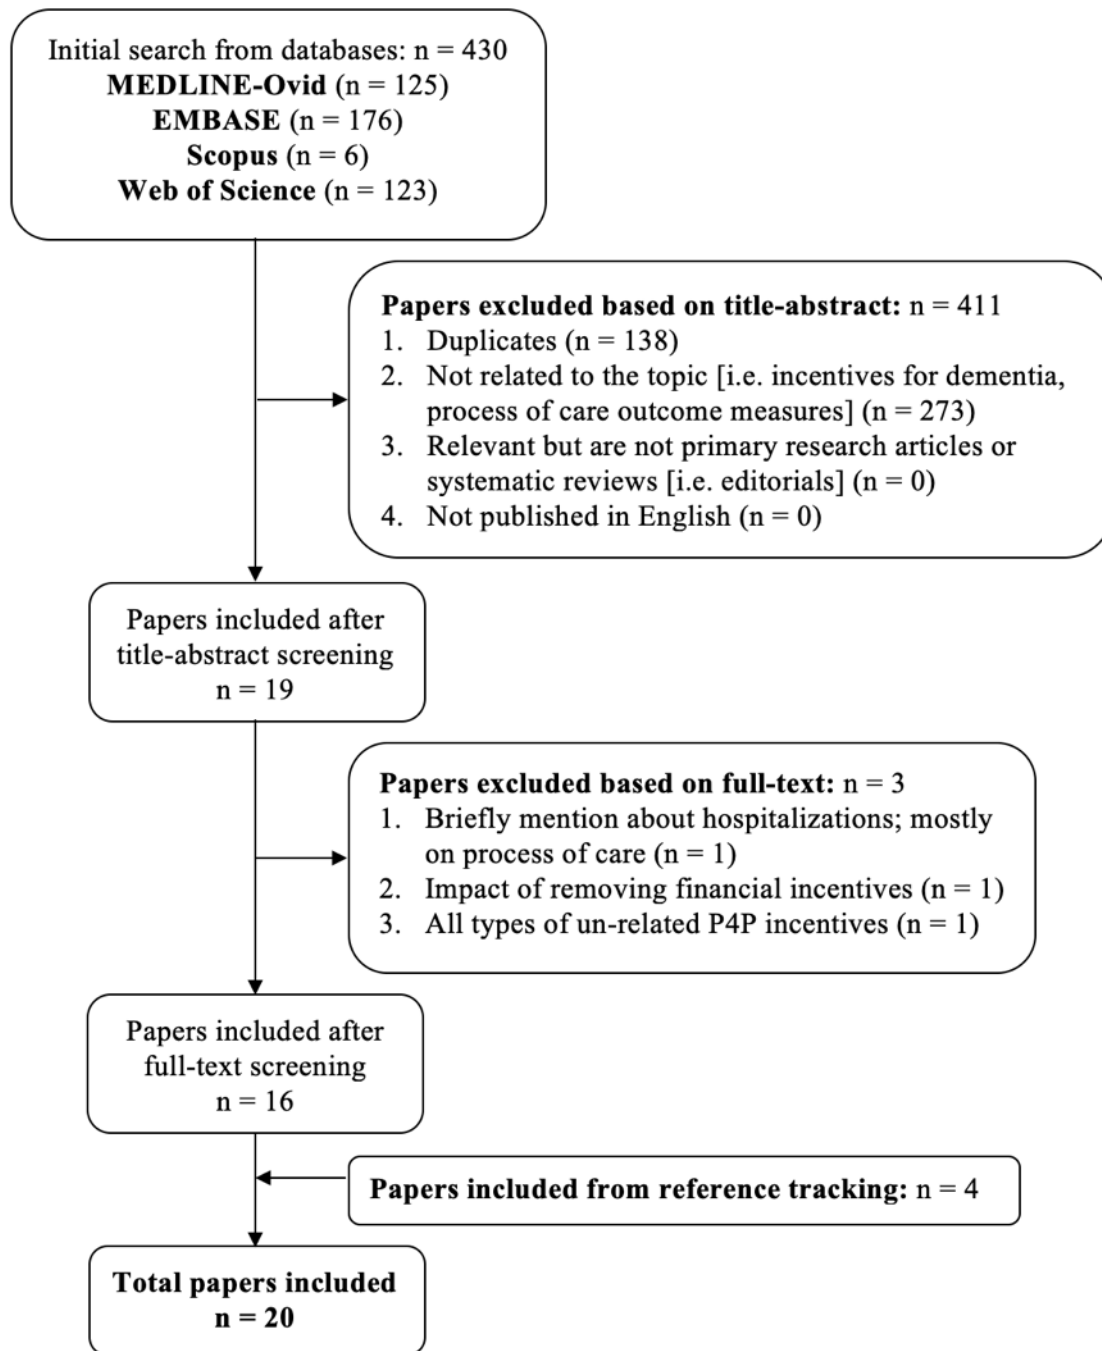 Initial search from databases: n = 430
MEDLINE-Ovid (n = 125)
EMBASE (n = 176)
Scopus (n = 6)
Web of Science (n = 123)
Papers excluded based on title-abstract: n = 411
1. Duplicates (n = 138)
2. Not related to the topic [i.e. incentives for dementia,
process of care outcome measures] (n = 273)
3. Relevant but are not primary research articles or
systematic reviews [i.e. editorials] (n = 0)
4. Not published in English (n = 0)
Papers included after
title-abstract screening
n = 19
Papers excluded based on full-text: n = 3
1. Briefly mention about hospitalizations; mostly
on process of care (n = 1)
2. Impact of removing financial incentives (n = 1)
3. All types of un-related P4P incentives (n = 1)
Papers included after
full-text screening
n = 16
Papers included from reference tracking: n = 4
Total papers included
n = 20